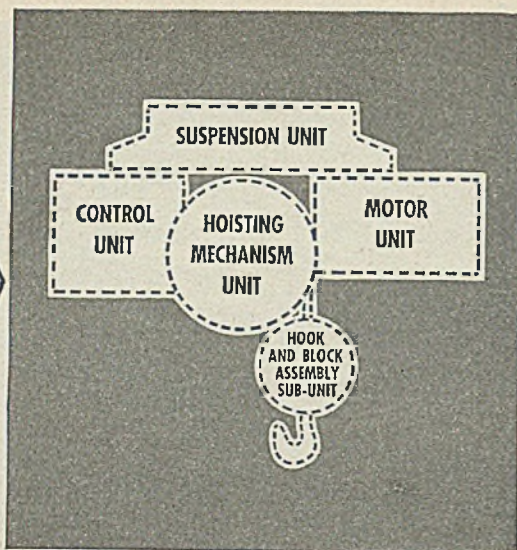 SUSPENSION UNIT
CONTROL
UNIT
HOISTING
MECHANISM
UNIT
MOTOR
UNIT
HOOK
AND BLOCK
ASSEMBLY
SUB-UNIT